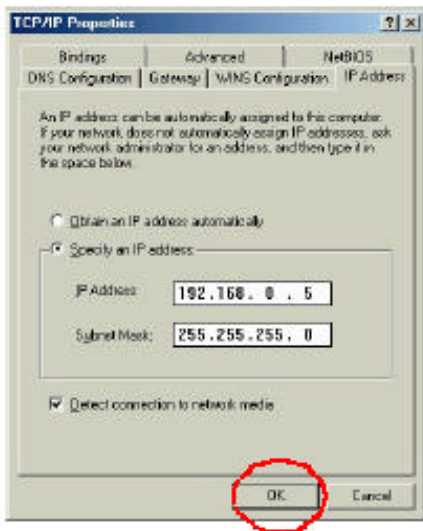 TCP/IP Properties
Bindings Advanced NetBIOS
DNS Configuration Gateway WINS Configuration IP Address
An IP address can be automatically assigned to this computer.
If your network does not automatically assign IP addresses, ask
your network administrator for an address, and then type it in
the space below.
Obtain an IP address automatically
Specify an IP address:
IP Address: 192.168. 0 . 5
Subnet Mask: 255.255.255. 0
Detect connection to network media
OK Cancel